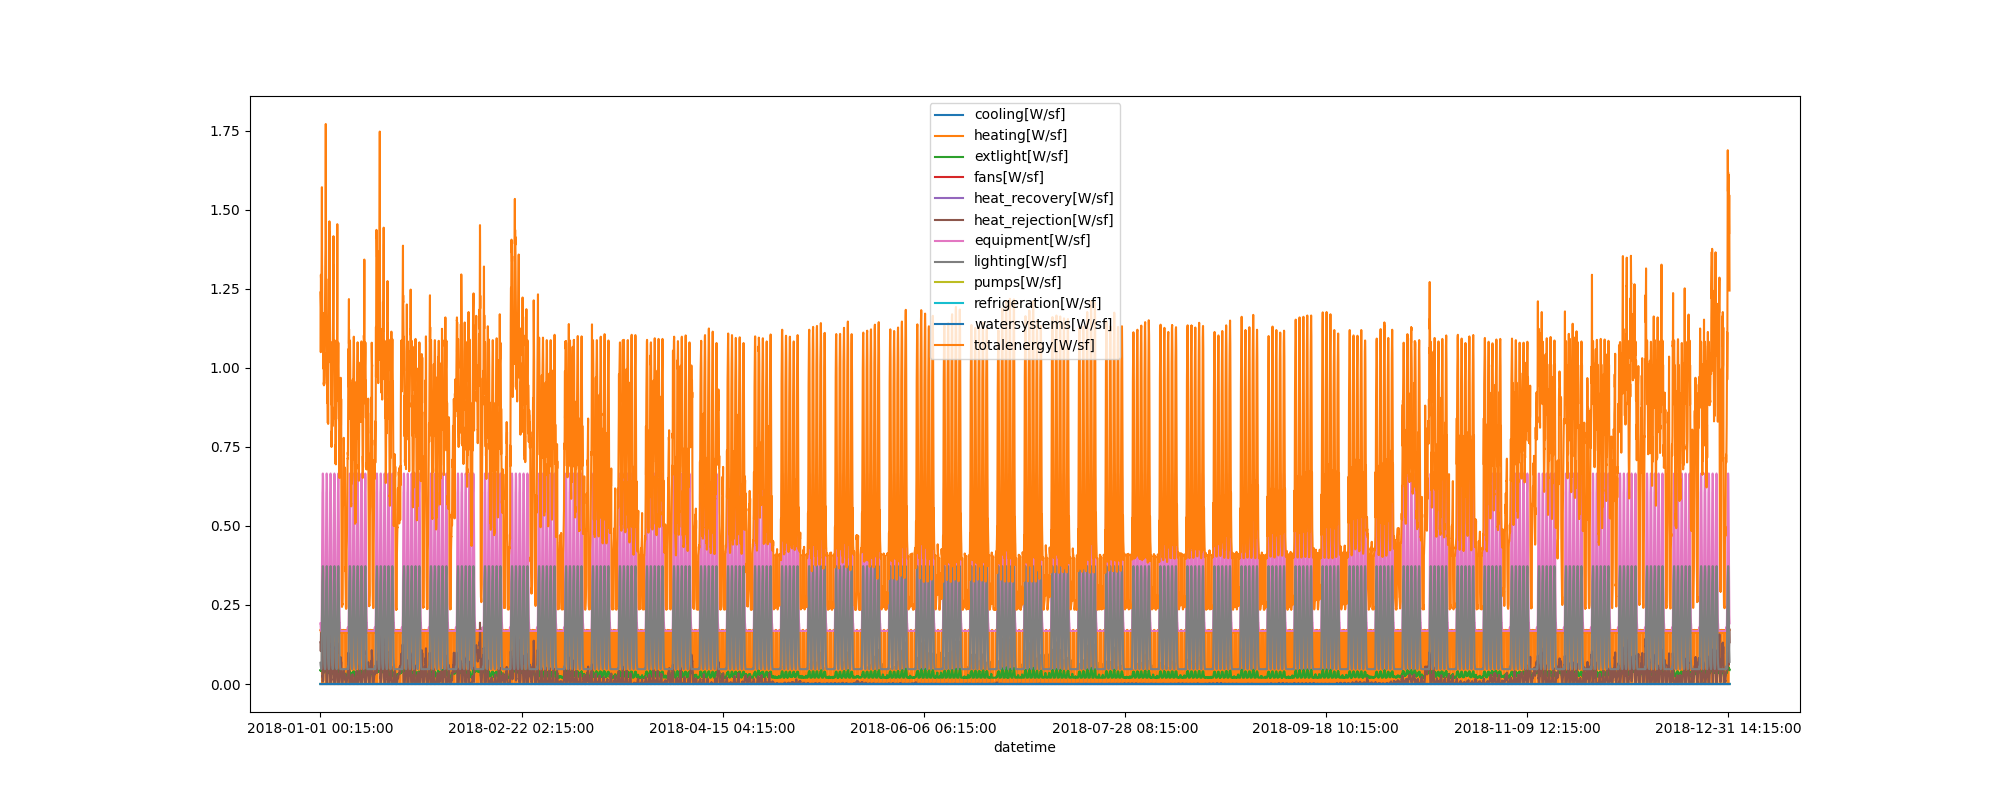 1.75
1.50
1.25
1.00
0.75
0.50
0.25
0.00
cooling[W/sf]
heating[W/sf]
extlight[W/sf]
fans[W/sf]
heat_recovery[W/sf]
heat_rejection[W/sf]
equipment[W/sf]
lighting[W/sf]
pumps[W/sf]
refrigeration[W/sf]
watersystems[W/sf]
totalenergy[W/sf]
2018-01-01 00:15:00 2018-02-22 02:15:00 2018-04-15 04:15:00 2018-06-06 06:15:00 2018-07-28 08:15:00 2018-09-18 10:15:00 2018-11-09 12:15:00 2018-12-31 14:15:00
datetime